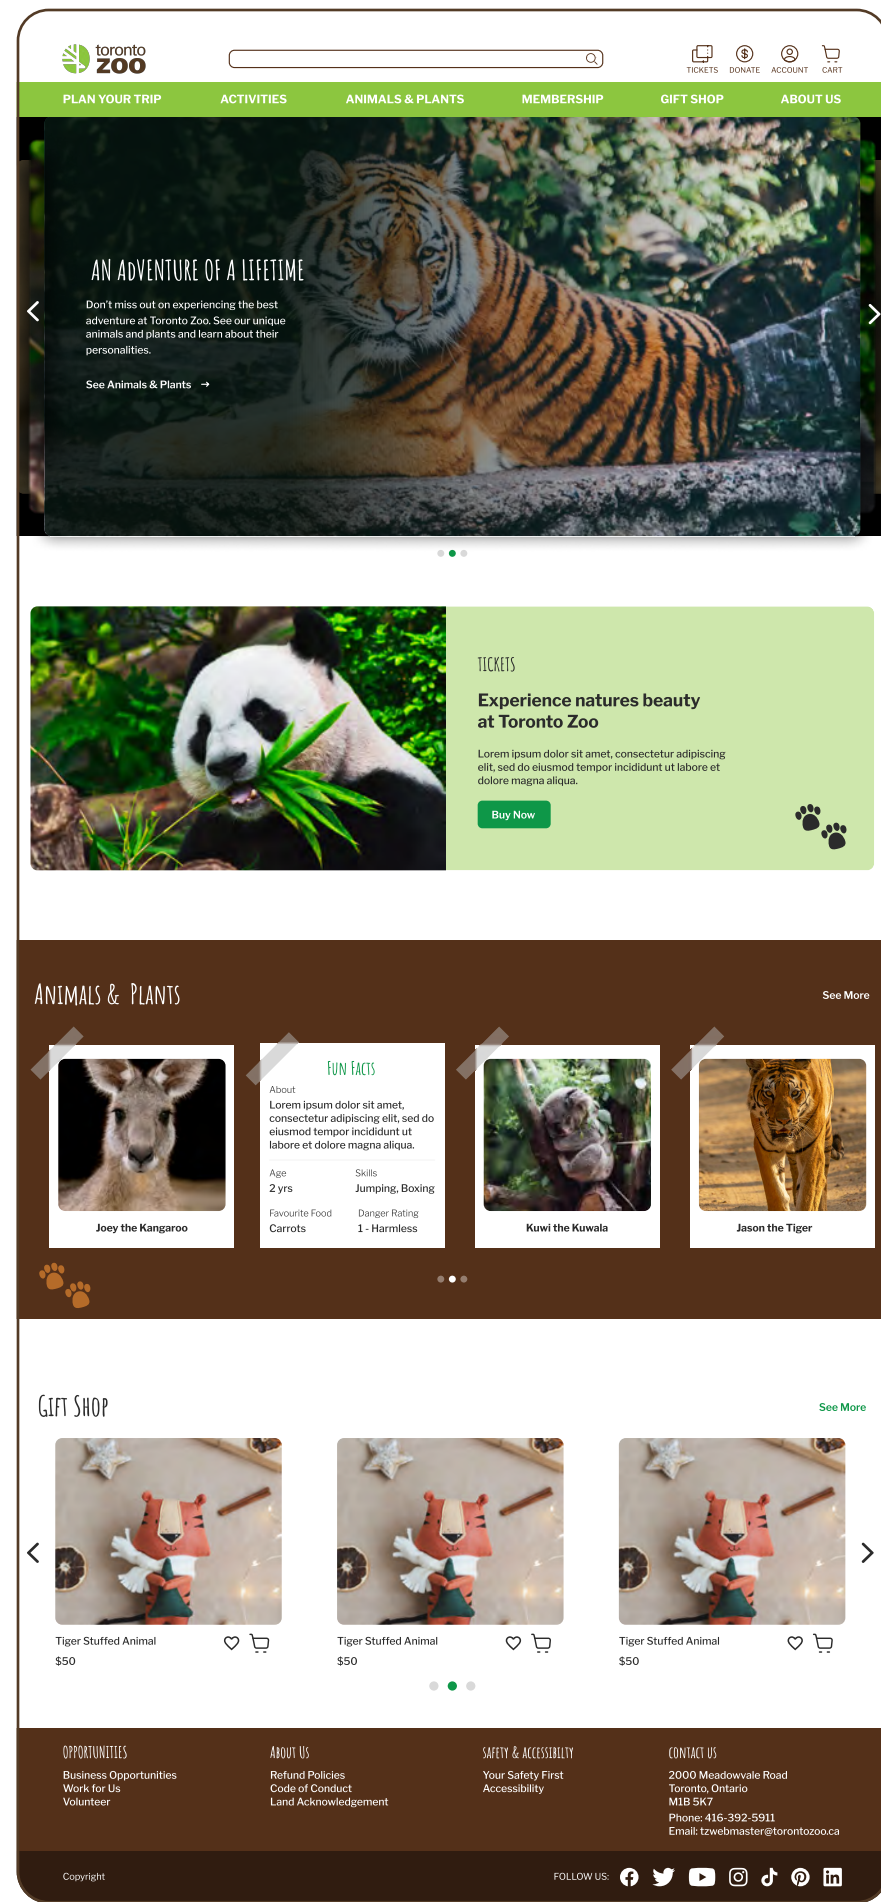 toronto
ZOO
TICKETS
DONATE
ACCOUNT
CART
PLAN YOUR TRIP
ACTIVITIES
ANIMALS & PLANTS
MEMBERSHIP
GIFT SHOP
ABOUT US
AN ADVENTURE OF A LIFETIME
Don't miss out on experiencing the best
adventure at Toronto Zoo. See our unique
animals and plants and learn about their
personalities.
See Animals & Plants →
TICKETS
Experience natures beauty
at Toronto Zoo
Lorem ipsum dolor sit amet, consectetur adipiscing
elit, sed do eiusmod tempor incididunt ut labore et
dolore magna aliqua.
Buy Now
Animals & Plants
See More
Joey the Kangaroo
Fun Facts
About
Lorem ipsum dolor sit amet,
consectetur adipiscing elit, sed do
eiusmod tempor incididunt ut
labore et dolore magna aliqua.
Age
2 yrs
Skills
Jumping, Boxing
Favourite Food
Carrots
Danger Rating
1 - Harmless
Kuwi the Kuwala
Jason the Tiger
Gift Shop
See More
Tiger Stuffed Animal
$50
Tiger Stuffed Animal
$50
Tiger Stuffed Animal
$50
OPPORTUNITIES
Business Opportunities
Work for Us
Volunteer
About Us
Refund Policies
Code of Conduct
Land Acknowledgement
SAFETY & ACCESSIBILTY
Your Safety First
Accessibility
CONTACT US
2000 Meadowvale Road
Toronto, Ontario
M1B 5K7
Phone: 416-392-5911
Email: tzwebmaster@torontozoo.ca
Copyright
FOLLOW US: